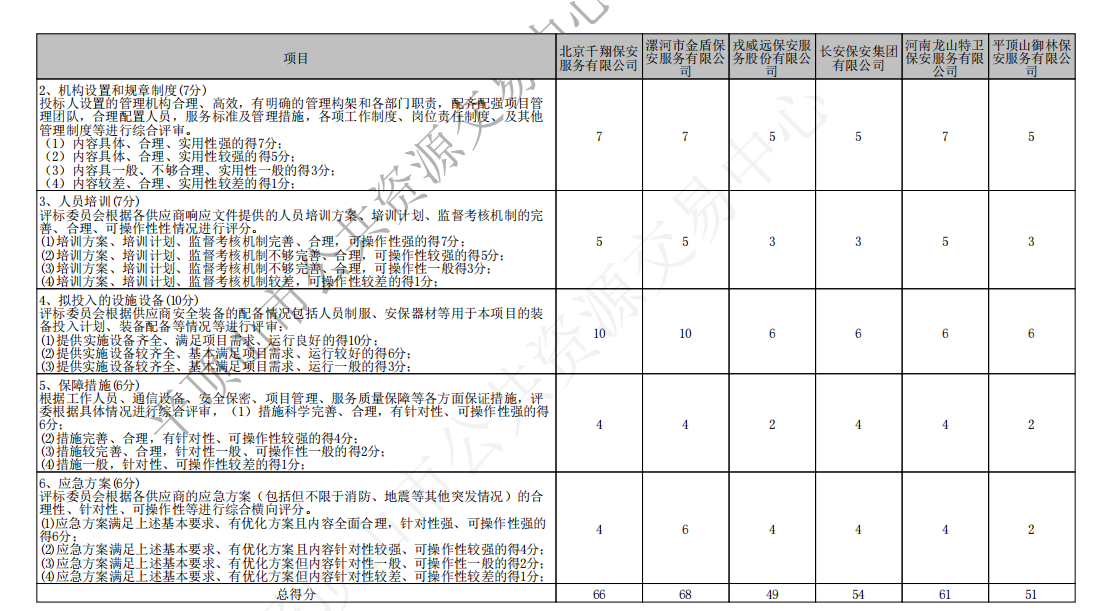 项目
北京千翔保安
服务有限公司
漯河市金盾保
安服务有限公
司
戎威远保安服
务股份有限公
司
长安保安集团
有限公司
河南龙山特卫
保安服务有限
公司
平顶山御林保
安服务有限公
司
2、机构设置和规章制度(7分)
投标人设置的管理机构合理、高效，有明确的管理构架和各部门职责，配齐配强项目管
理团队，合理配置人员，服务标准及管理措施，各项工作制度、岗位责任制度、及其他
管理制度等进行综合评审。
（1）内容具体、合理、实用性强的得7分；
（2）内容具体、合理、实用性较强的得5分；
（3）内容具一般、不够合理、实用性一般的得3分；
（4）内容较差、合理、实用性较差的得1分；
7 7 5 5 7 5
3、人员培训(7分)
评标委员会根据各供应商响应文件提供的人员培训方案、培训计划、监督考核机制的完
善、合理、可操作性性情况进行评分。
(1)培训方案、培训计划、监督考核机制完善、合理，可操作性强的得7分；
(2)培训方案、培训计划、监督考核机制不够完善、合理，可操作性较强的得5分；
(3)培训方案、培训计划、监督考核机制不够完善、合理，可操作性一般得3分；
(4)培训方案、培训计划、监督考核机制较差，可操作性较差的得1分；
5 5 3 3 5 3
4、拟投入的设施设备(10分)
评标委员会根据供应商安全装备的配备情况包括人员制服、安保器材等用于本项目的装
备投入计划、装备配备等情况等进行评审：
(1)提供实施设备齐全、满足项目需求、运行良好的得10分；
(2)提供实施设备较齐全、基本满足项目需求、运行较好的得6分；
(3)提供实施设备较齐全、基本满足项目需求、运行一般的得3分；
10 10 6 6 6 6
5、保障措施(6分)
根据工作人员、通信设备、安全保密、项目管理、服务质量保障等各方面保证措施，评
委根据具体情况进行综合评审，（1）措施科学完善、合理，有针对性、可操作性强的得
6分；
(2)措施完善、合理，有针对性、可操作性较强的得4分；
(3)措施较完善、合理，针对性一般、可操作性一般的得2分；
(4)措施一般，针对性、可操作性较差的得1分；
4 4 2 4 4 2
6、应急方案(6分)
评标委员会根据各供应商的应急方案（包括但不限于消防、地震等其他突发情况）的合
理性、针对性、可操作性等进行综合横向评分。
(1)应急方案满足上述基本要求、有优化方案且内容全面合理，针对性强、可操作性强的
得6分；
(2)应急方案满足上述基本要求、有优化方案且内容针对性较强、可操作性较强的得4分；
(3)应急方案满足上述基本要求、有优化方案但内容针对性一般、可操作性一般的得2分；
(4)应急方案满足上述基本要求、有优化方案但内容针对性较差、可操作性较差的得1分；
4 6 4 4 4 2
总得分 66 68 49 54 61 51
平顶山市公共资源交易中心
平顶山市公共资源交易中心